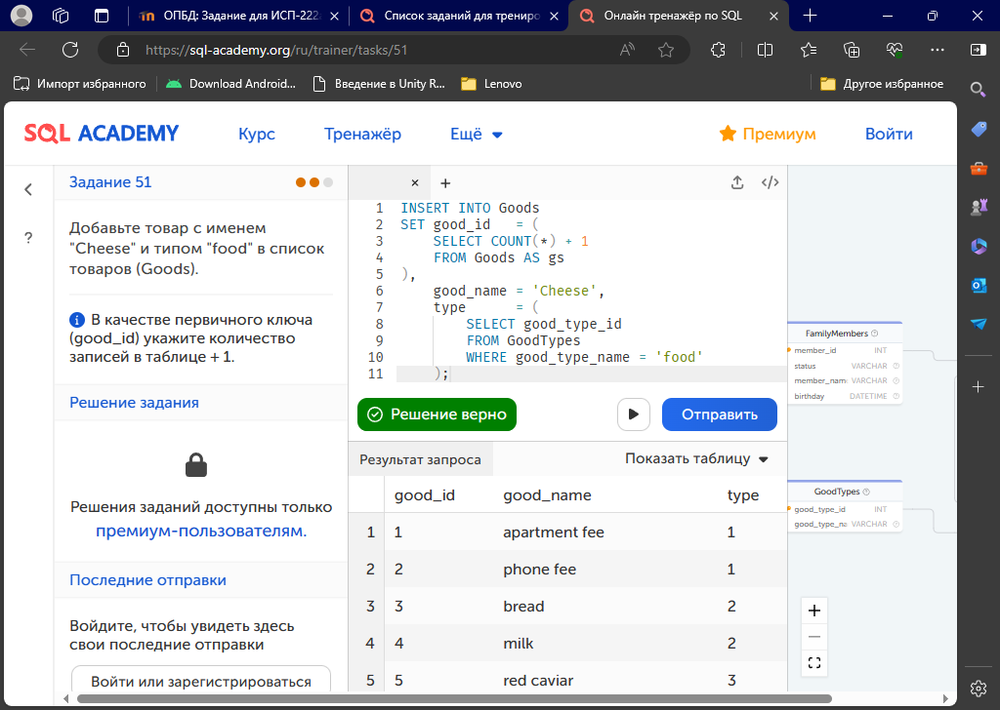 ОПБД: Задание для ИСП-222
Список заданий для трениро
Онлайн тренажёр по SQL
https://sql-academy.org/ru/trainer/tasks/51
Импорт избранного
Download Android...
Введение в Unity R...
Lenovo
Другое избранное
SQL ACADEMY
Курс
Тренажёр
Ещё
Премиум
Войти
Задание 51
Добавьте товар с именем
"Cheese" и типом "food" в список
товаров (Goods).
В качестве первичного ключа
(good_id) укажите количество
записей в таблице + 1.
Решение задания
Решения заданий доступны только
премиум-пользователям.
Последние отправки
Войдите, чтобы увидеть здесь
свои последние отправки
Войти или зарегистрироваться
1 INSERT INTO Goods
2 SET good_id = (
3 SELECT COUNT(*) + 1
4 FROM Goods AS gs
5 ),
6 good_name = 'Cheese',
7 type = (
8 SELECT good_type_id
9 FROM GoodTypes
10 WHERE good_type_name = 'food'
11 );
Решение верно
Отправить
Результат запроса
Показать таблицу
good_id good_name type
1 1 apartment fee 1
2 2 phone fee 1
3 3 bread 2
4 4 milk 2
5 5 red caviar 3
FamilyMembers
member_id INT
status VARCHAR
member_nam VARCHAR
birthday DATETIME
GoodTypes
good_type_id INT
good_type_na VARCHAR